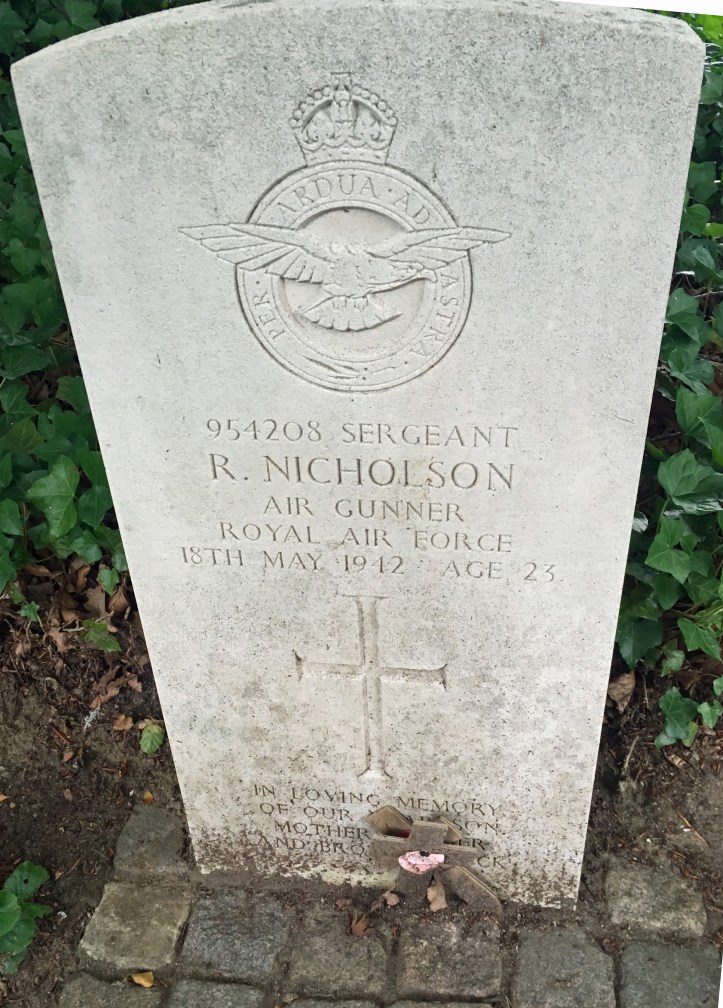 PER · ARDUA · AD ASTRA
954208 SERGEANT
R. NICHOLSON
AIR GUNNER
ROYAL AIR FORCE
18TH MAY 1942 AGE 23
IN LOVING MEMORY
OF OUR SON
MOTHER
AND